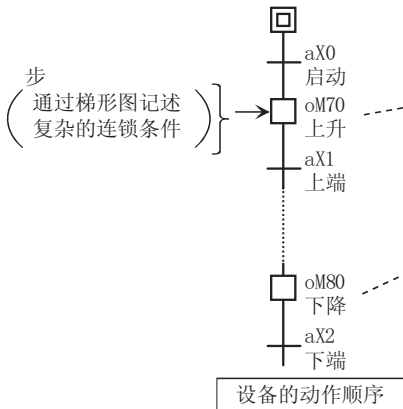 aX0
启动
步
通过梯形图记述
复杂的连锁条件
oM70
上升
aX1
上端
oM80
下降
aX2
下端
设备的动作顺序